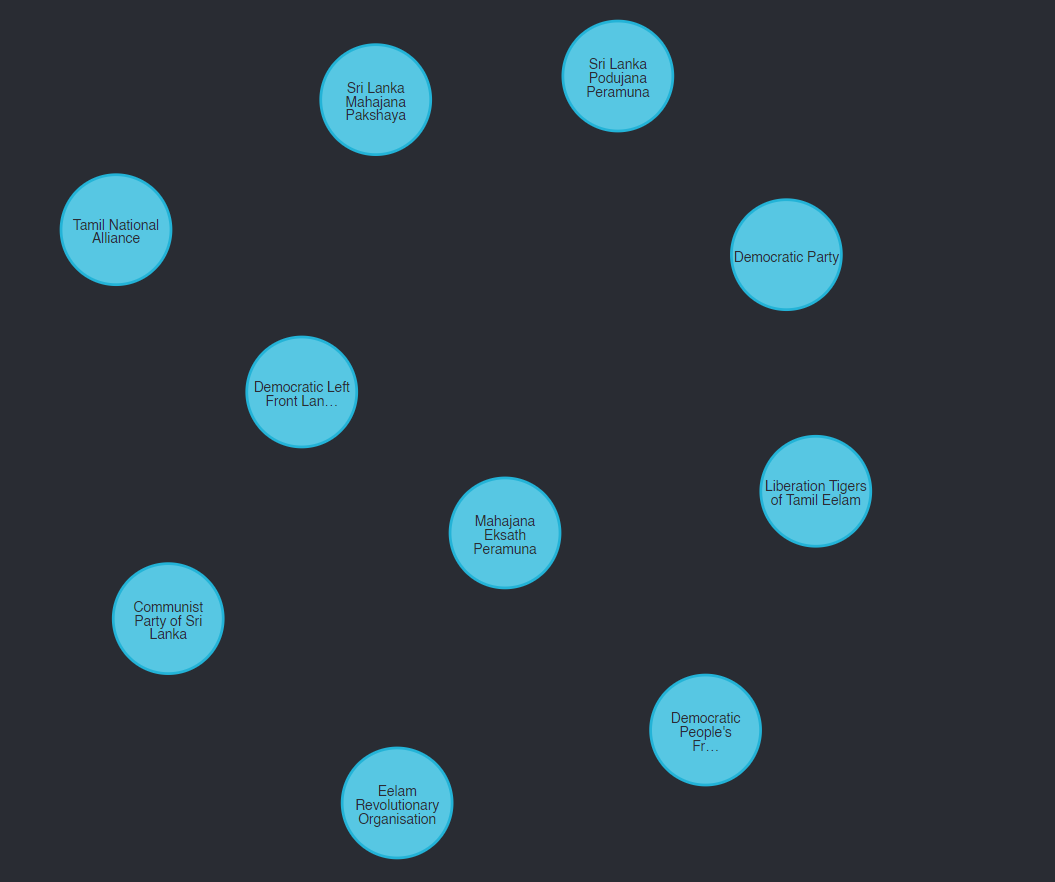 Sri Lanka
Podujana
Peramuna
Sri Lanka
Mahajana
Pakshaya
Tamil National
Alliance
Democratic Party
Democratic Left
Front Lan…
Liberation Tigers
of Tamil Eelam
Mahajana
Eksath
Peramuna
Communist
Party of Sri
Lanka
Democratic
People's
Fr…
Eelam
Revolutionary
Organisation